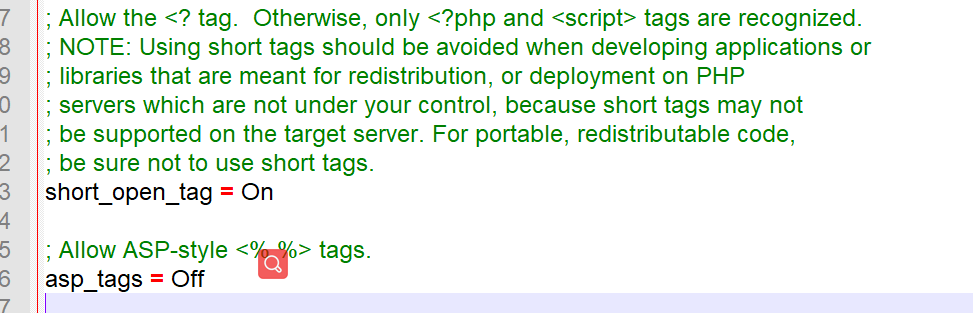 7 ; Allow the <? tag.  Otherwise, only <?php and <script> tags are recognized.
8 ; NOTE: Using short tags should be avoided when developing applications or
9 ; libraries that are meant for redistribution, or deployment on PHP
0 ; servers which are not under your control, because short tags may not
1 ; be supported on the target server. For portable, redistributable code,
2 ; be sure not to use short tags.
3 short_open_tag = On
4
5 ; Allow ASP-style <% %> tags.
6 asp_tags = Off
7